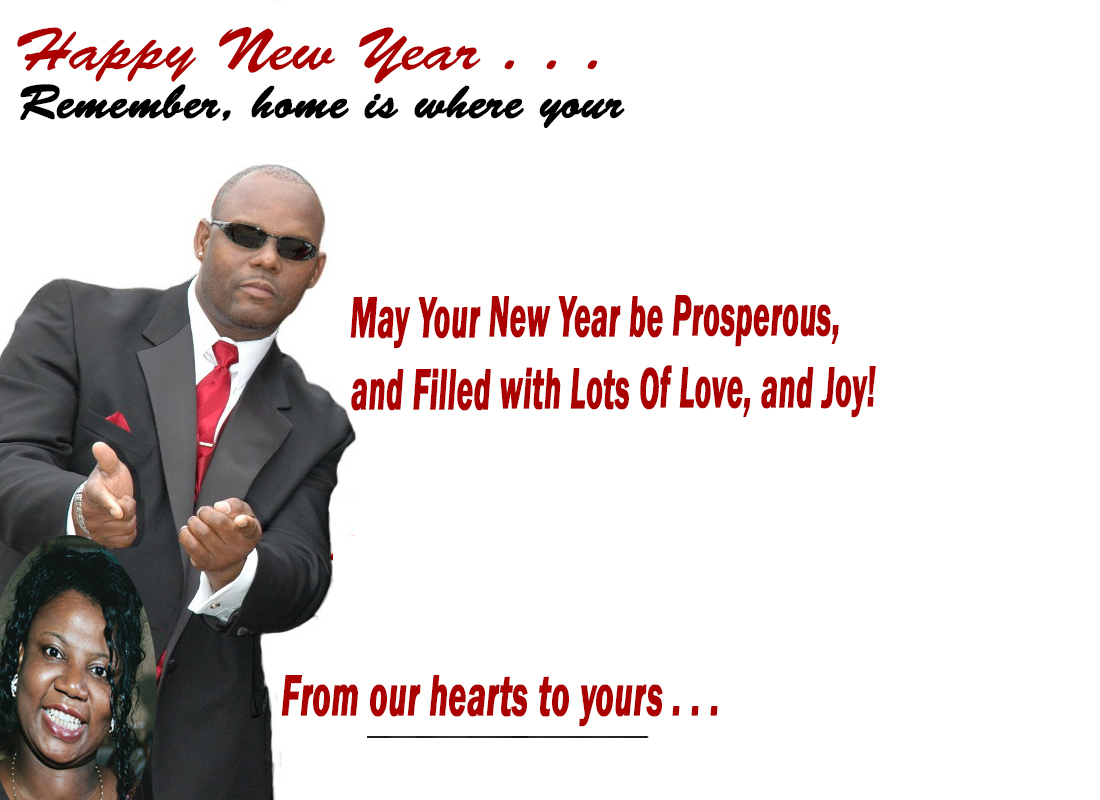 Happy New Year . . .
Remember, home is where your
May Your New Year be Prosperous,
and Filled with Lots Of Love, and Joy!
From our hearts to yours . . .